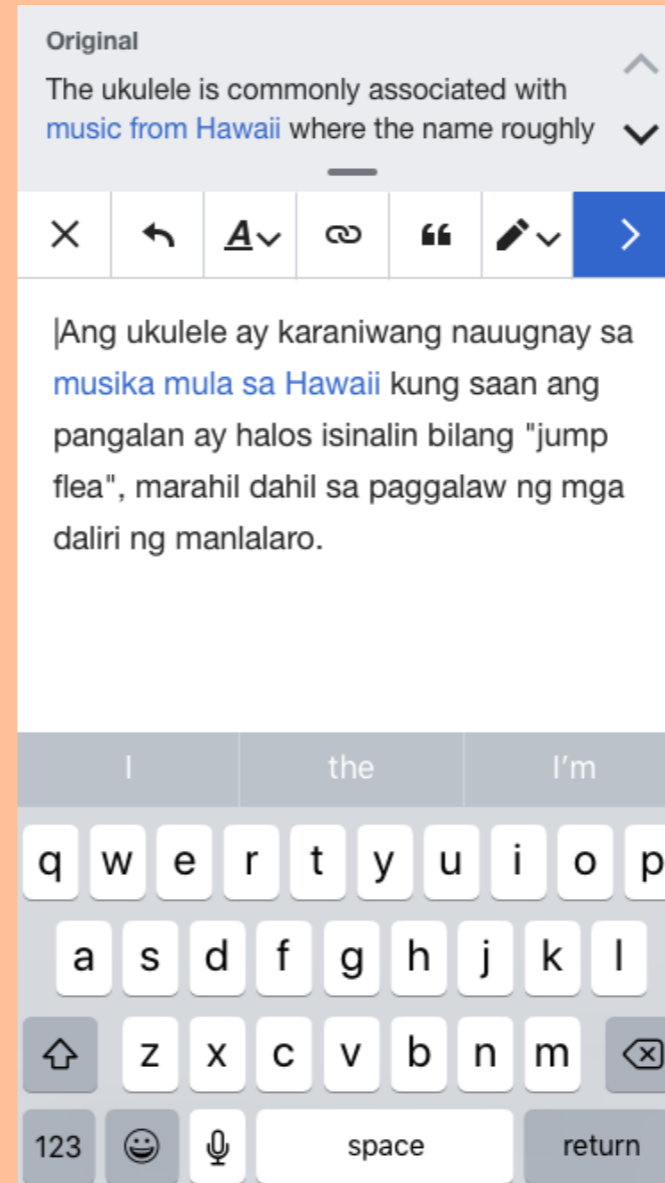 Original
The ukulele is commonly associated with
music from Hawaii where the name roughly
A
Ang ukulele ay karaniwang nauugnay sa
musika mula sa Hawaii kung saan ang
pangalan ay halos isinalin bilang "jump
flea", marahil dahil sa paggalaw ng mga
daliri ng manlalaro.
I the I'm
q w e r t y u i o p
a s d f g h j k l
z x c v b n m
123 space return